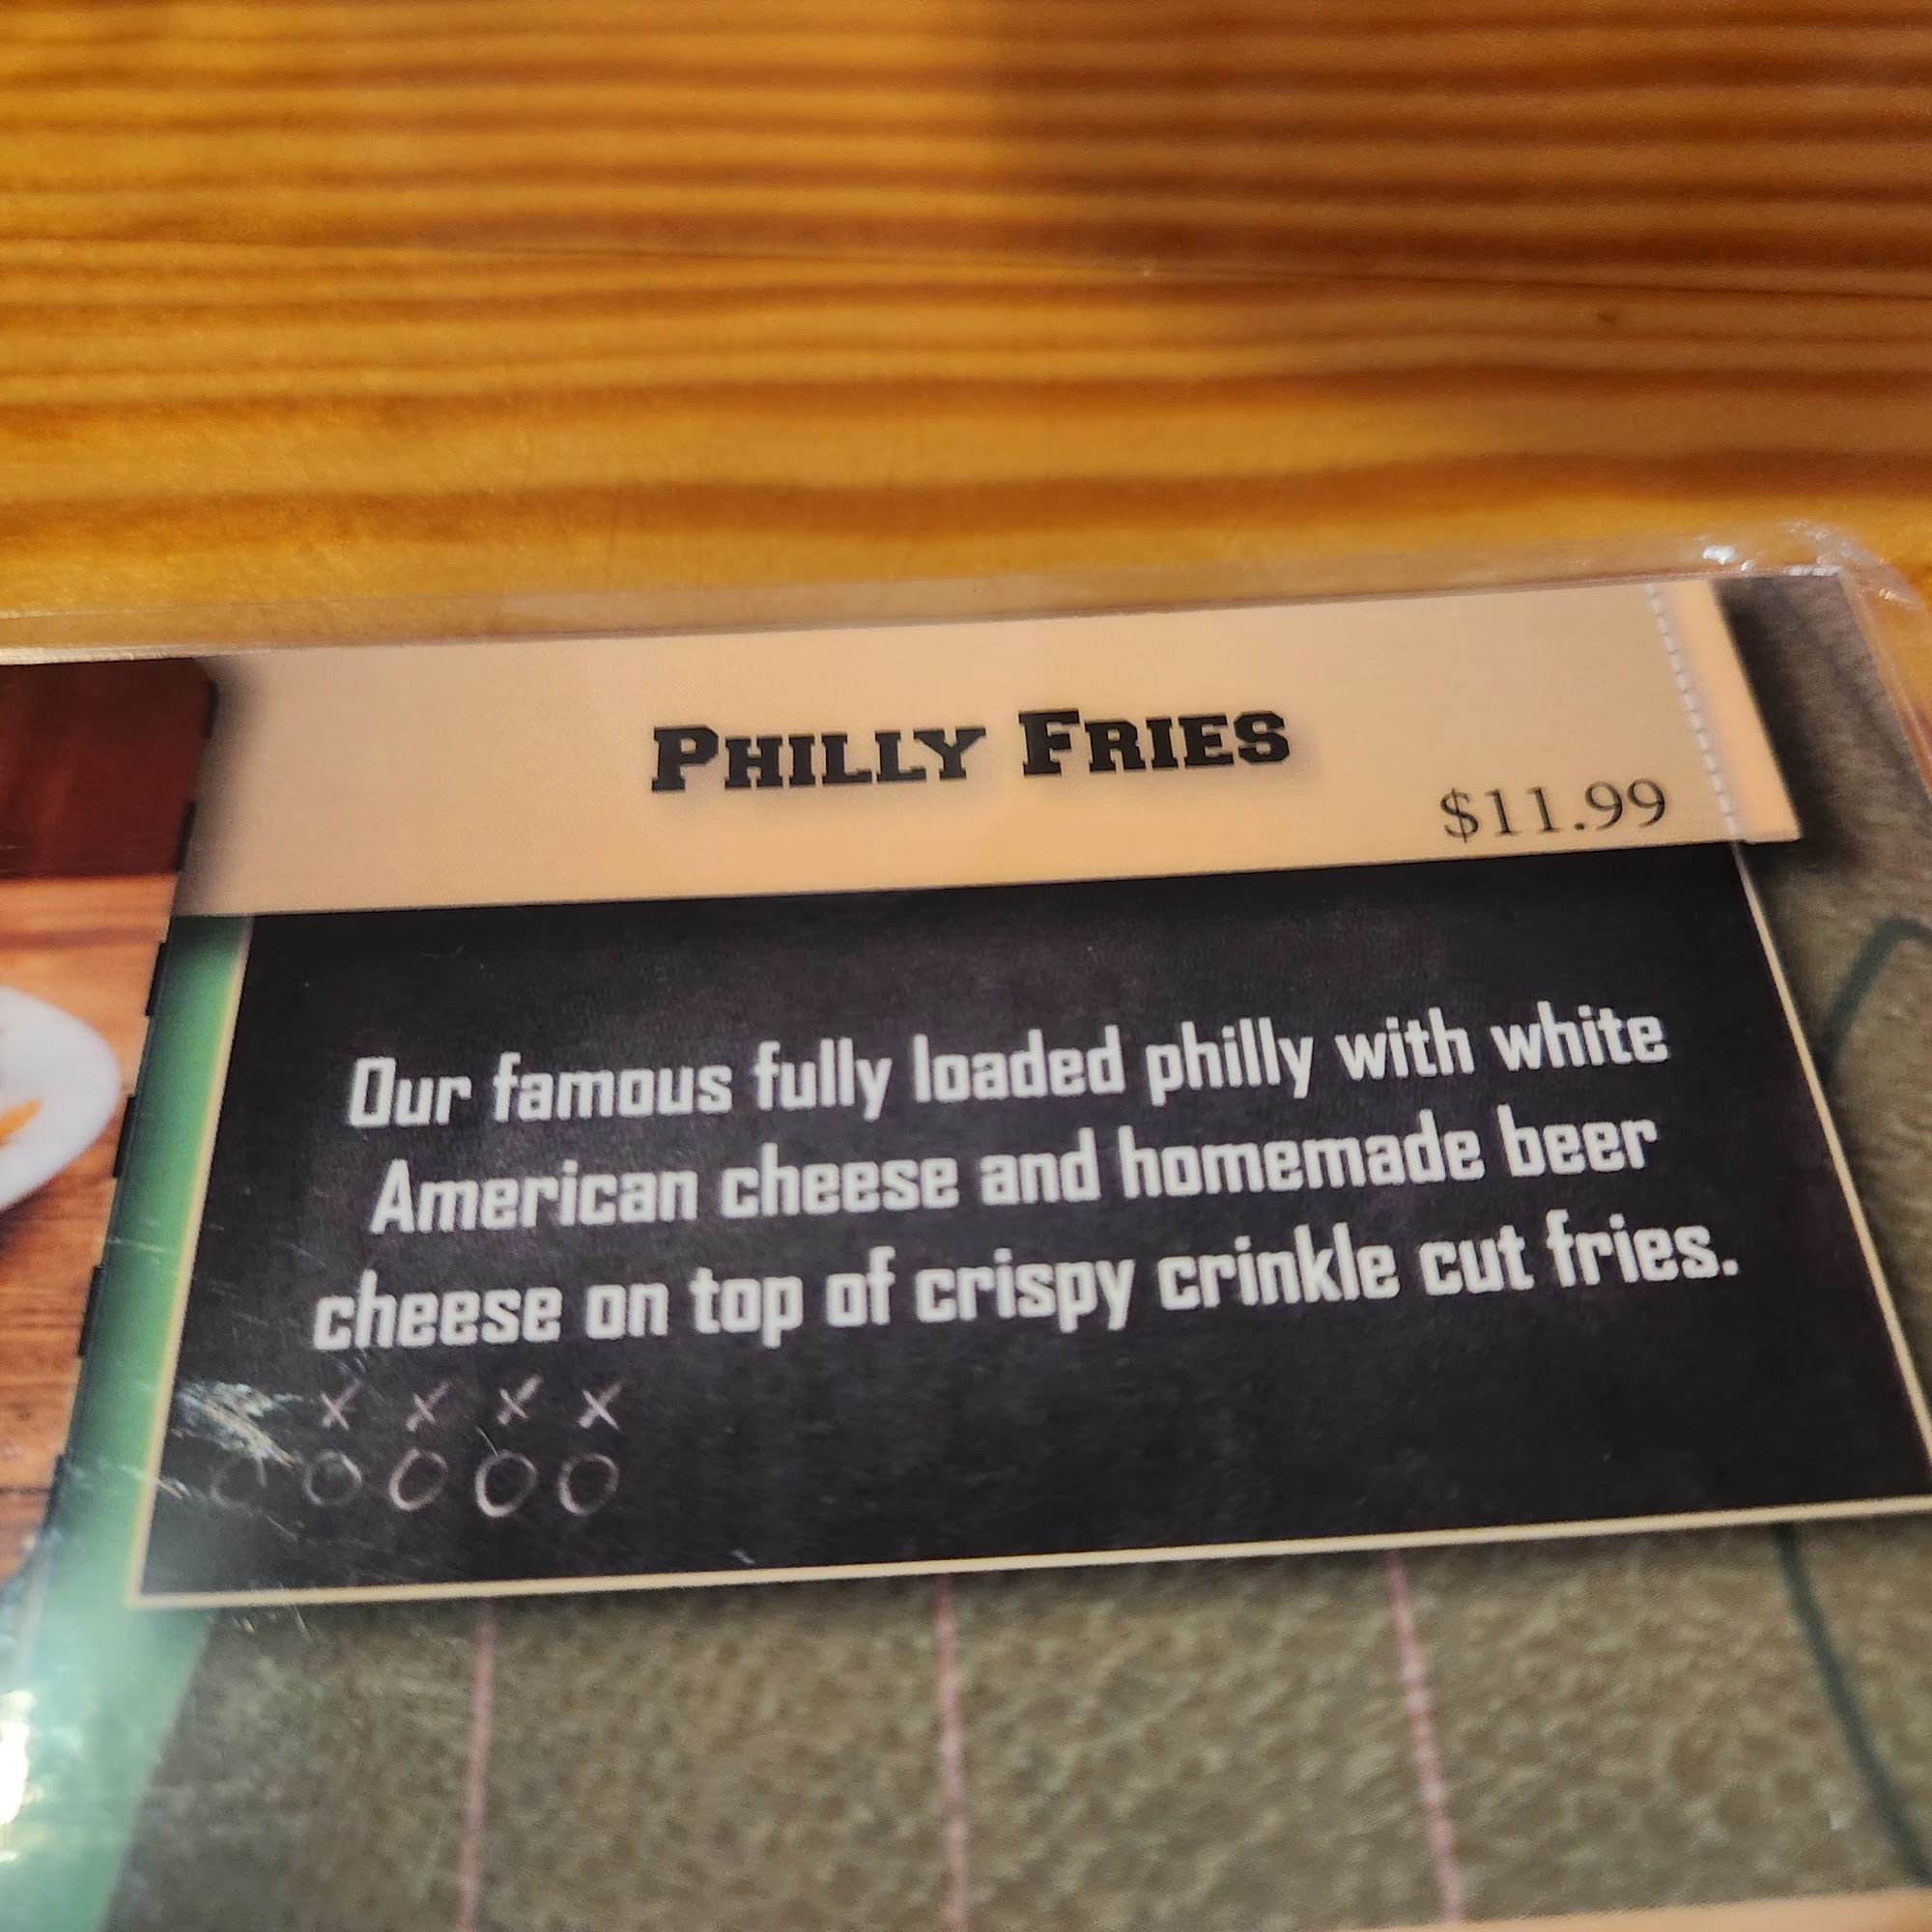 PHILLY FRIES
$11.99
Our famous fully loaded philly with white
American cheese and homemade beer
cheese on top of crispy crinkle cut fries.
x x x x
O O O O O